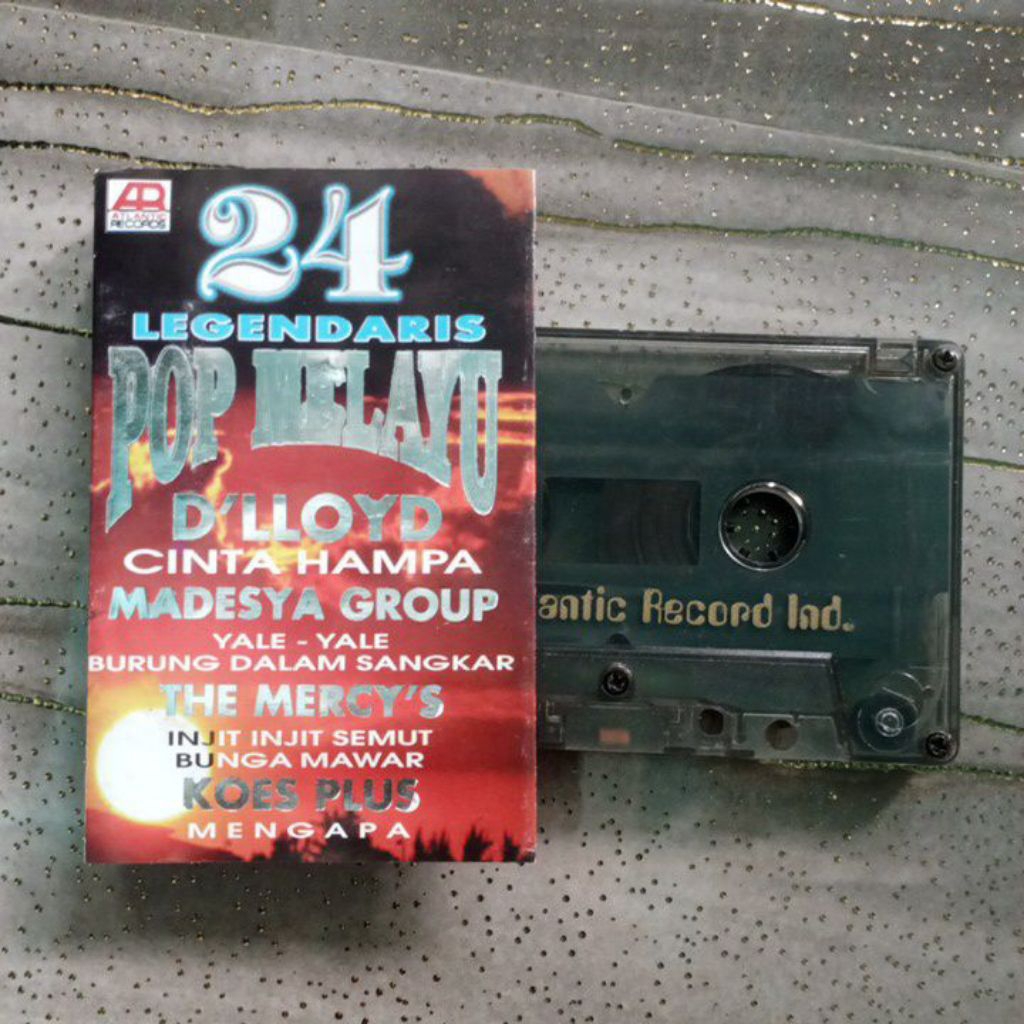 AR
ATLANTIC
RECORDS
24
LEGENDARIS
POP MELAYU
D'LLOYD
CINTA HAMPA
MADESYA GROUP
YALE - YALE
BURUNG DALAM SANGKAR
THE MERCY'S
INJIT INJIT SEMUT
BUNGA MAWAR
KOES PLUS
MENGAPA
antic Record Ind.